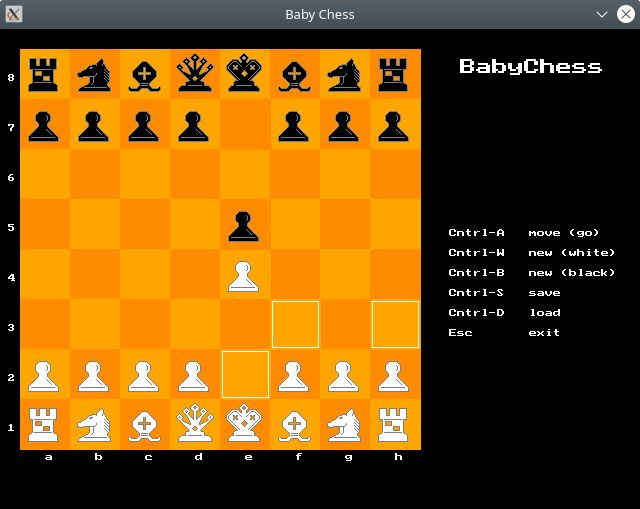 Baby Chess
BabyChess
8
7
6
5
4
3
2
1
a b c d e f g h
Cntrl-A move (go)
Cntrl-W new (white)
Cntrl-B new (black)
Cntrl-S save
Cntrl-D load
Esc exit